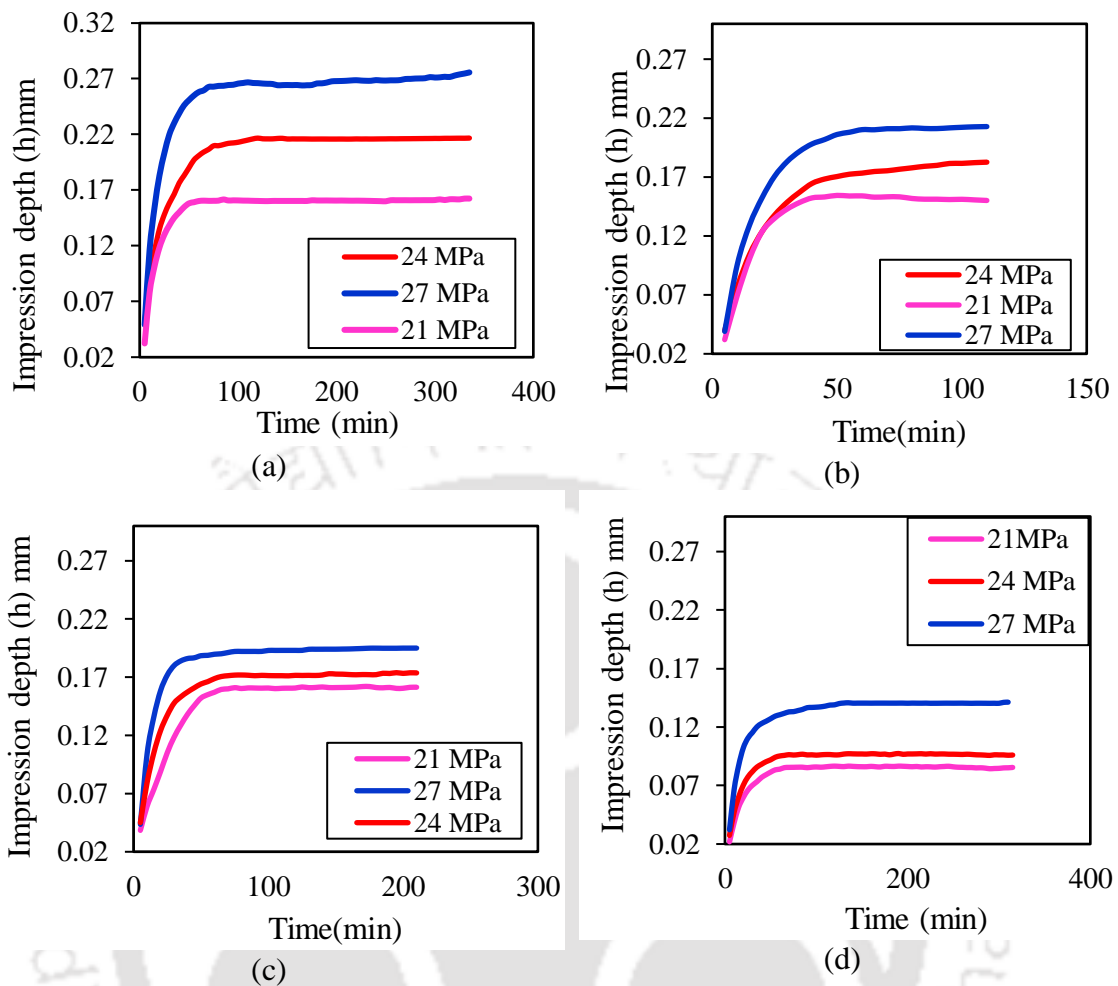 0.32
0.27
0.22
0.17
0.12
0.07
0.02
Impression depth (h)mm
24 MPa
27 MPa
21 MPa
0 100 200 300 400
Time (min)
(a)
0.27
0.22
0.17
0.12
0.07
0.02
Impression depth (h) mm
24 MPa
21 MPa
27 MPa
0 50 100 150
Time(min)
(b)
0.27
0.22
0.17
0.12
0.07
0.02
Impression depth (h) mm
21 MPa
27 MPa
24 MPa
0 100 200 300
Time(min)
(c)
0.27
0.22
0.17
0.12
0.07
0.02
Impression depth (h) mm
21MPa
24 MPa
27 MPa
0 200 400
Time (min)
(d)